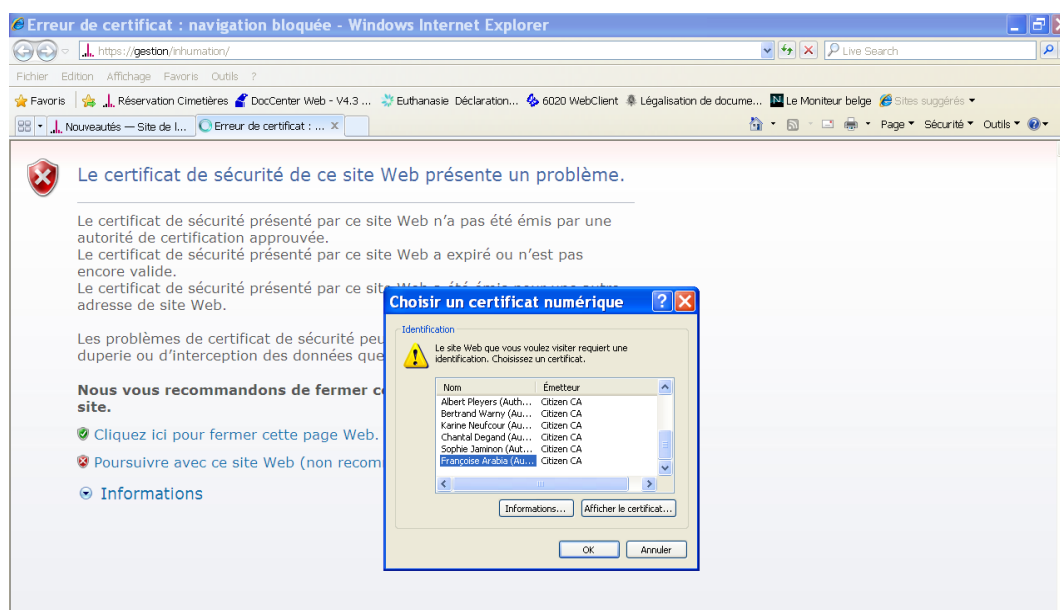 Erreur de certificat : navigation bloquée - Windows Internet Explorer
https://gestion/inhumation/
Live Search
Fichier Edition Affichage Favoris Outils ?
Favoris Réservation Cimetières DocCenter Web - V4.3 ... Euthanasie Déclaration... 6020 WebClient Légalisation de docume... Le Moniteur belge Sites suggérés
Nouveautés — Site de l... Erreur de certificat : ... X Page Sécurité Outils
Le certificat de sécurité de ce site Web présente un problème.
Le certificat de sécurité présenté par ce site Web n'a pas été émis par une
autorité de certification approuvée.
Le certificat de sécurité présenté par ce site Web a expiré ou n'est pas
encore valide.
Le certificat de sécurité présenté par ce site Web a été émis pour une autre
adresse de site Web.
Les problèmes de certificat de sécurité peu
duperie ou d'interception des données que
Nous vous recommandons de fermer c
site.
Cliquez ici pour fermer cette page Web.
Poursuivre avec ce site Web (non recom
Informations
Choisir un certificat numérique
Identification
Le site Web que vous voulez visiter requiert une
identification. Choisissez un certificat.
Nom Émetteur
Albert Pleyers (Auth... Citizen CA
Bertrand Warny (Au... Citizen CA
Karine Neufcour (Au... Citizen CA
Chantal Degand (Au... Citizen CA
Sophie Jaminon (Aut... Citizen CA
Françoise Arabia (Au... Citizen CA
Informations... Afficher le certificat...
OK Annuler